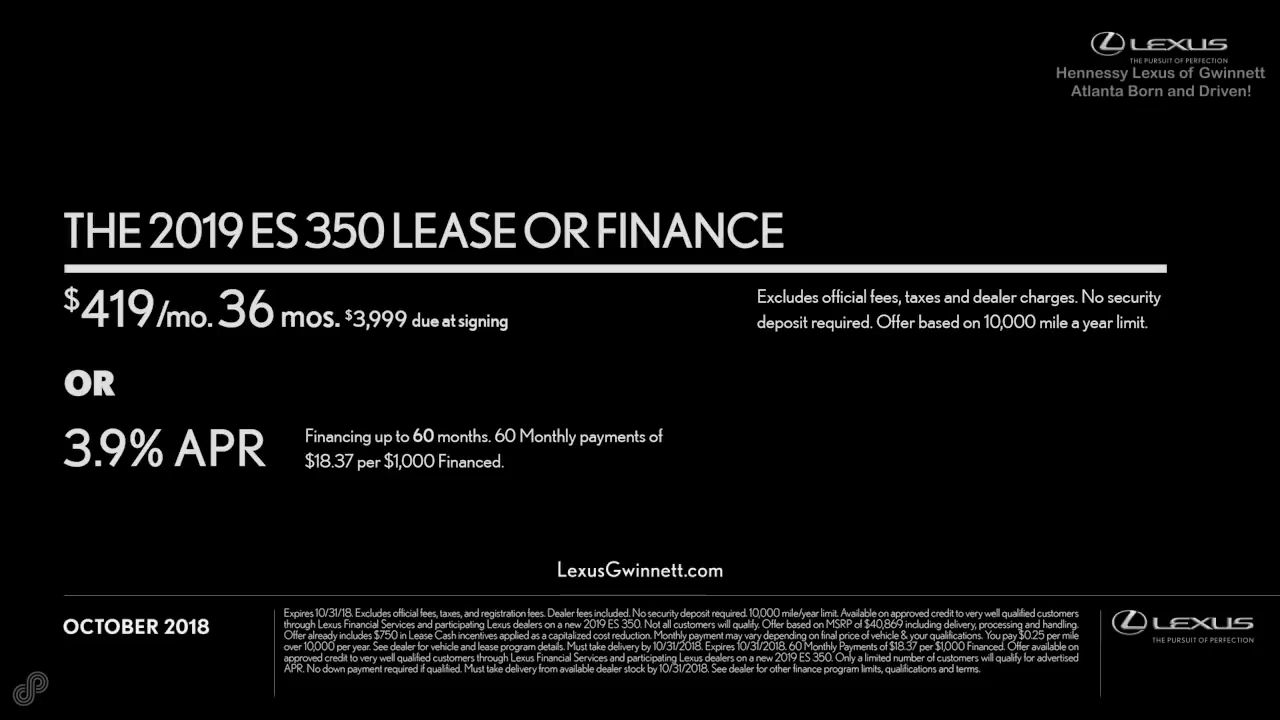 LEXUS
THE PURSUIT OF PERFECTION
Hennessy Lexus of Gwinnett
Atlanta Born and Driven!
THE 2019 ES 350 LEASE OR FINANCE
$419/mo. 36 mos. $3,999 due at signing
Excludes official fees, taxes and dealer charges. No security
deposit required. Offer based on 10,000 mile a year limit.
OR
3.9% APR
Financing up to 60 months. 60 Monthly payments of
$18.37 per $1,000 Financed.
LexusGwinnett.com
OCTOBER 2018
Expires 10/31/18. Excludes official fees, taxes, and registration fees. Dealer fees included. No security deposit required. 10,000 mile/year limit. Available on approved credit to very well qualified customers
through Lexus Financial Services and participating Lexus dealers on a new 2019 ES 350. Not all customers will qualify. Offer based on MSRP of $40,869 including delivery, processing and handling.
Offer already includes $750 in Lease Cash incentives applied as a capitalized cost reduction. Monthly payment may vary depending on final price of vehicle & your qualifications. You pay $0.25 per mile
over 10,000 per year. See dealer for vehicle and lease program details. Must take delivery by 10/31/2018. Expires 10/31/2018. 60 Monthly Payments of $18.37 per $1,000 Financed. Offer available on
approved credit to very well qualified customers through Lexus Financial Services and participating Lexus dealers on a new 2019 ES 350. Only a limited number of customers will qualify for advertised
APR. No down payment required if qualified. Must take delivery from available dealer stock by 10/31/2018. See dealer for other finance program limits, qualifications and terms.
LEXUS
THE PURSUIT OF PERFECTION